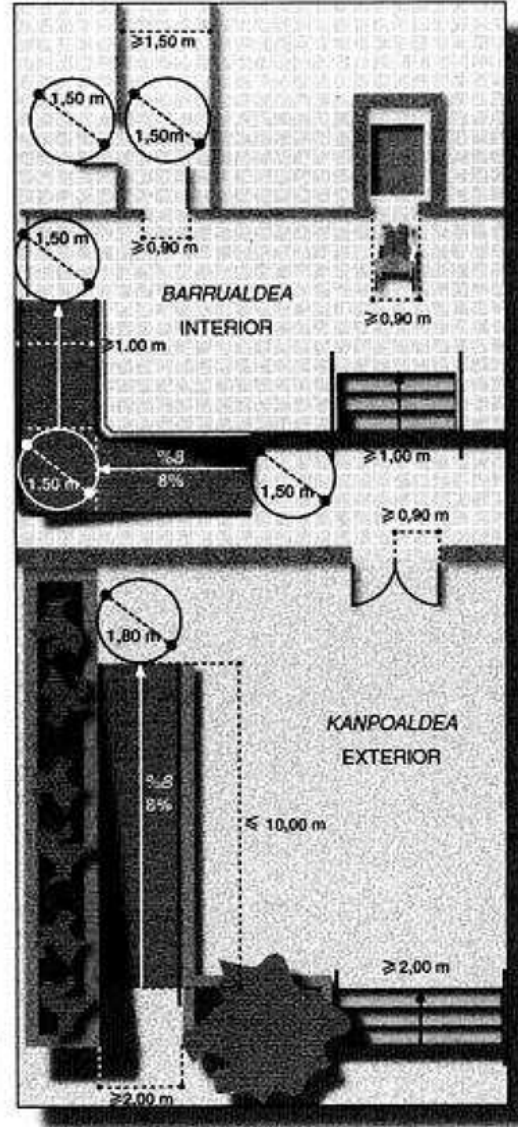 ≥1,50 m
1,50 m
1,50m
1,50 m
≥0,90 m
BARRUALDEA
INTERIOR
≥0,90 m
≥1.00 m
%8
8%
1.50 m
1,50 m
≥1,00 m
≥0,90 m
1,80 m
KANPOALDEA
EXTERIOR
%8
8%
≤ 10,00 m
≥2,00 m
≥2,00 m